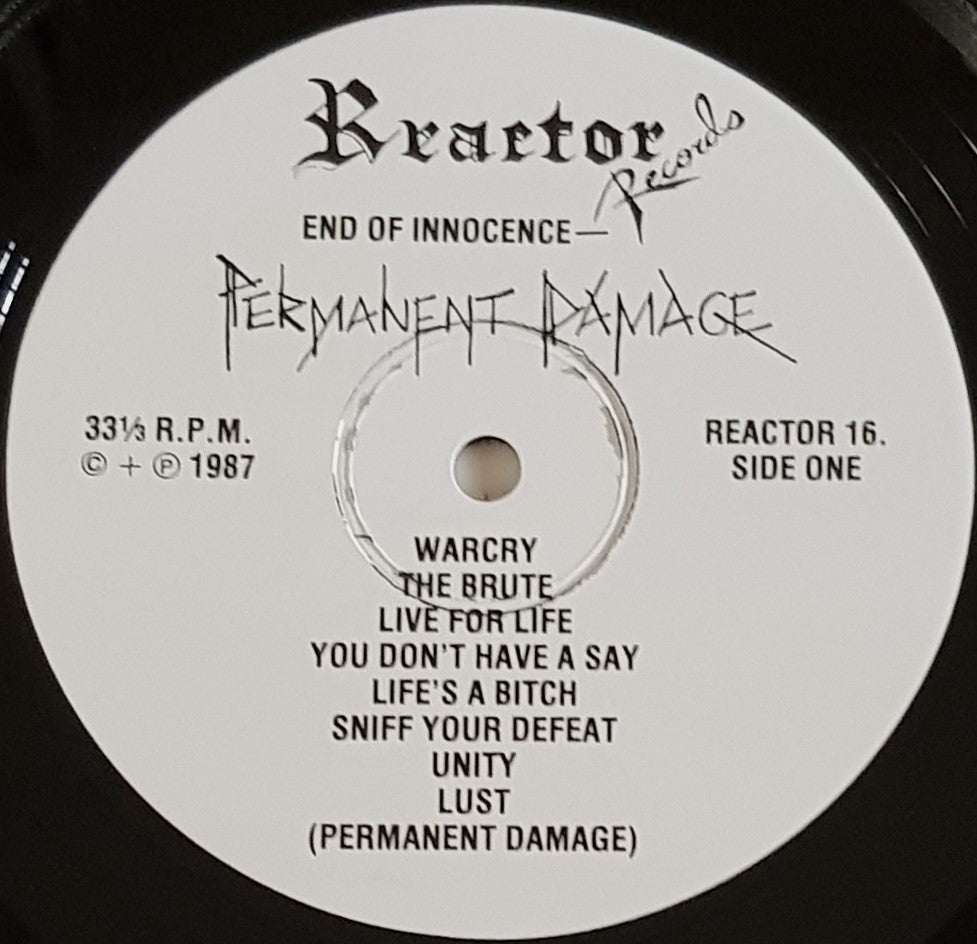 Reactor Records
END OF INNOCENCE—
PERMANENT DAMAGE
33⅓ R.P.M.
© + ℗ 1987
REACTOR 16.
SIDE ONE
WARCRY
THE BRUTE
LIVE FOR LIFE
YOU DON'T HAVE A SAY
LIFE'S A BITCH
SNIFF YOUR DEFEAT
UNITY
LUST
(PERMANENT DAMAGE)